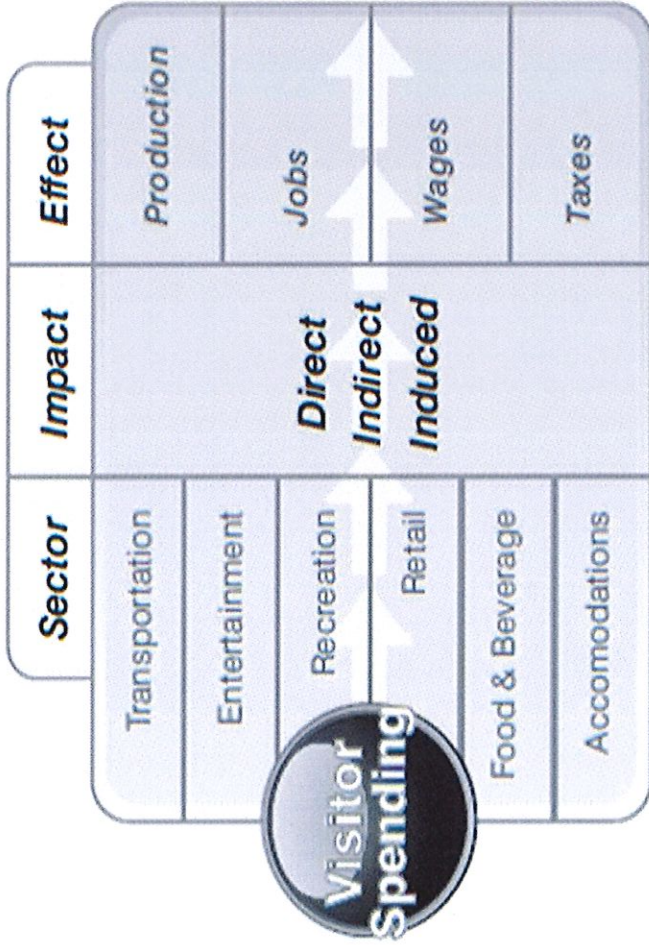 Sector
Impact
Effect
Visitor
Spending
Transportation
Entertainment
Recreation
Retail
Food & Beverage
Accomodations
Direct
Indirect
Induced
Production
Jobs
Wages
Taxes